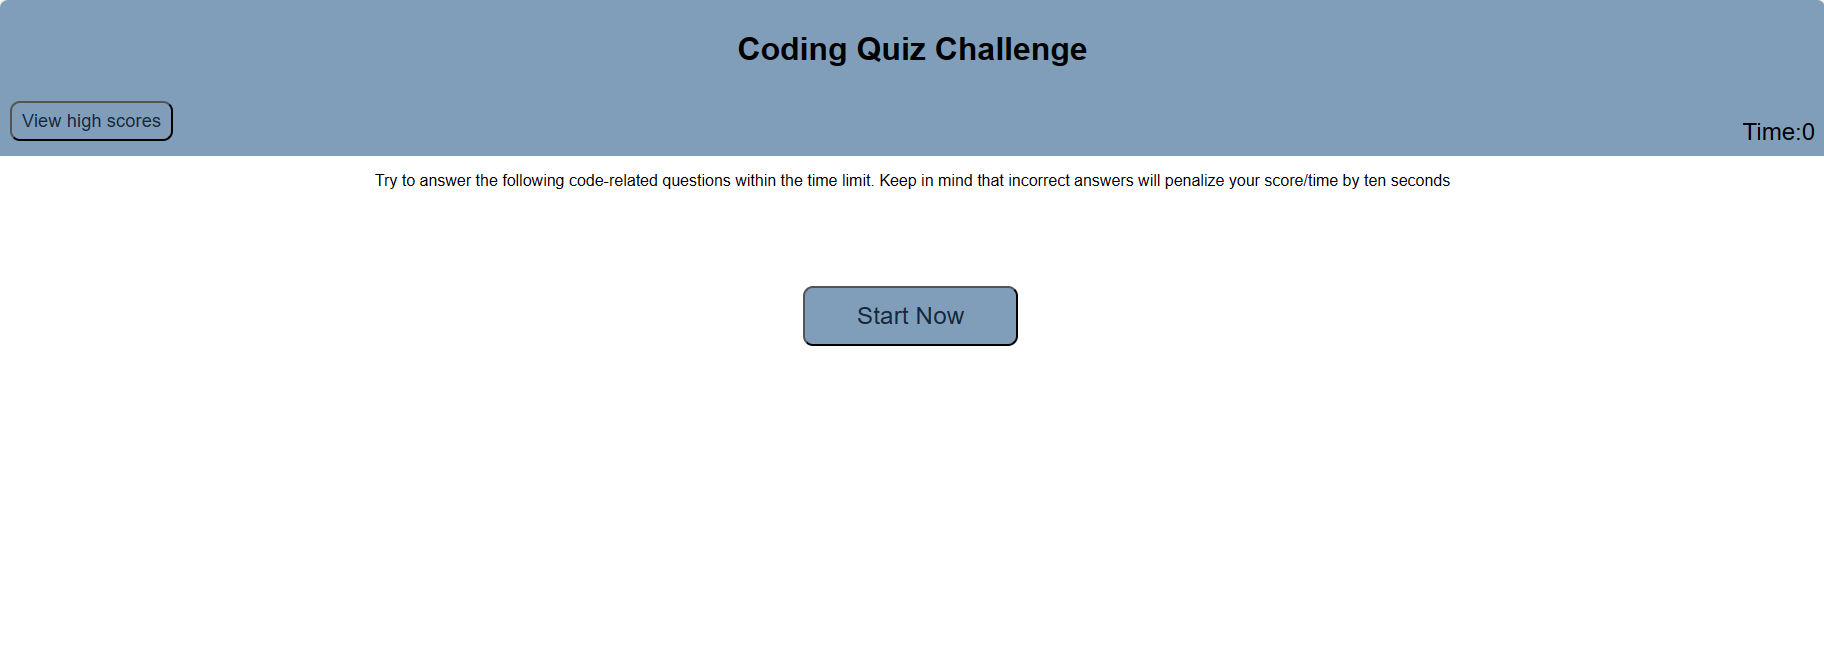 Coding Quiz Challenge
View high scores
Time:0
Try to answer the following code-related questions within the time limit. Keep in mind that incorrect answers will penalize your score/time by ten seconds
Start Now